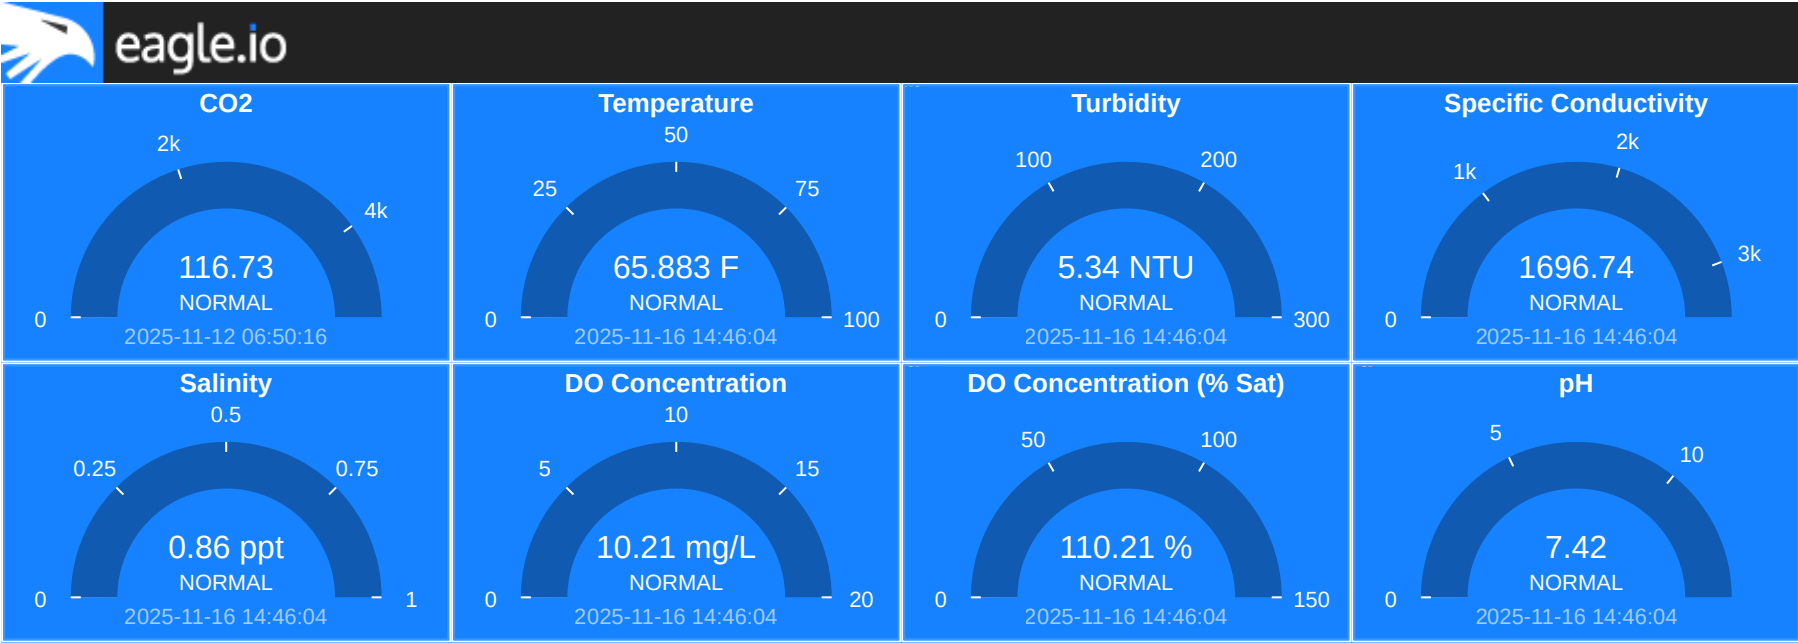 eagle.io
CO2
2k
4k
116.73
NORMAL
0
2025-11-12 06:50:16
Temperature
50
25
75
65.883 F
NORMAL
0
100
2025-11-16 14:46:04
Turbidity
100
200
5.34 NTU
NORMAL
0
300
2025-11-16 14:46:04
Specific Conductivity
2k
1k
3k
1696.74
NORMAL
0
2025-11-16 14:46:04
Salinity
0.5
0.25
0.75
0.86 ppt
NORMAL
0
1
2025-11-16 14:46:04
DO Concentration
10
5
15
10.21 mg/L
NORMAL
0
20
2025-11-16 14:46:04
DO Concentration (% Sat)
50
100
110.21 %
NORMAL
0
150
2025-11-16 14:46:04
pH
5
10
7.42
NORMAL
0
2025-11-16 14:46:04